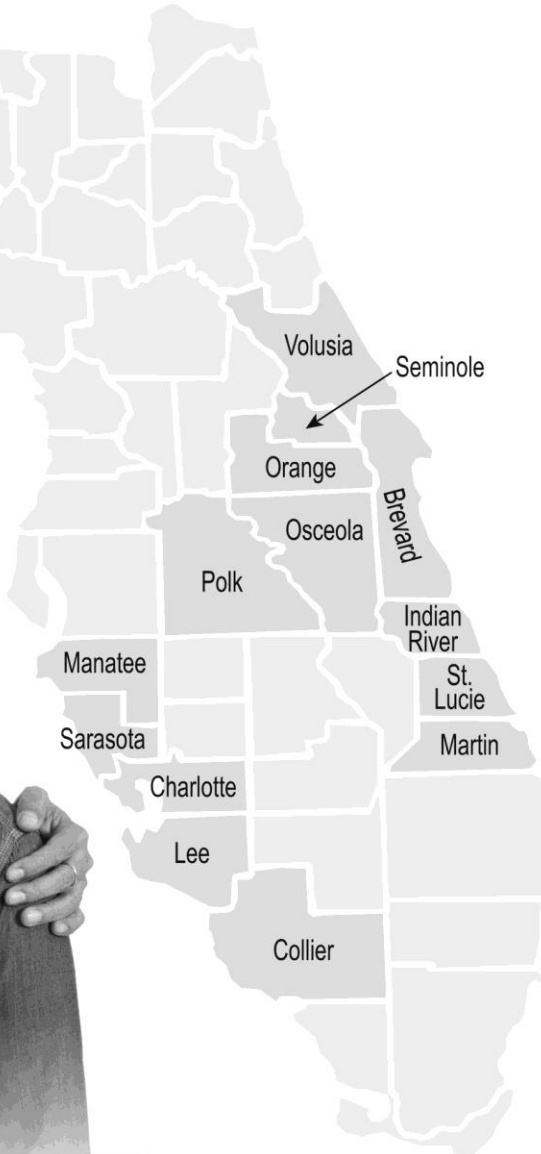 Volusia
Seminole
Orange
Brevard
Osceola
Polk
Indian
River
Manatee
St.
Lucie
Sarasota
Martin
Charlotte
Lee
Collier